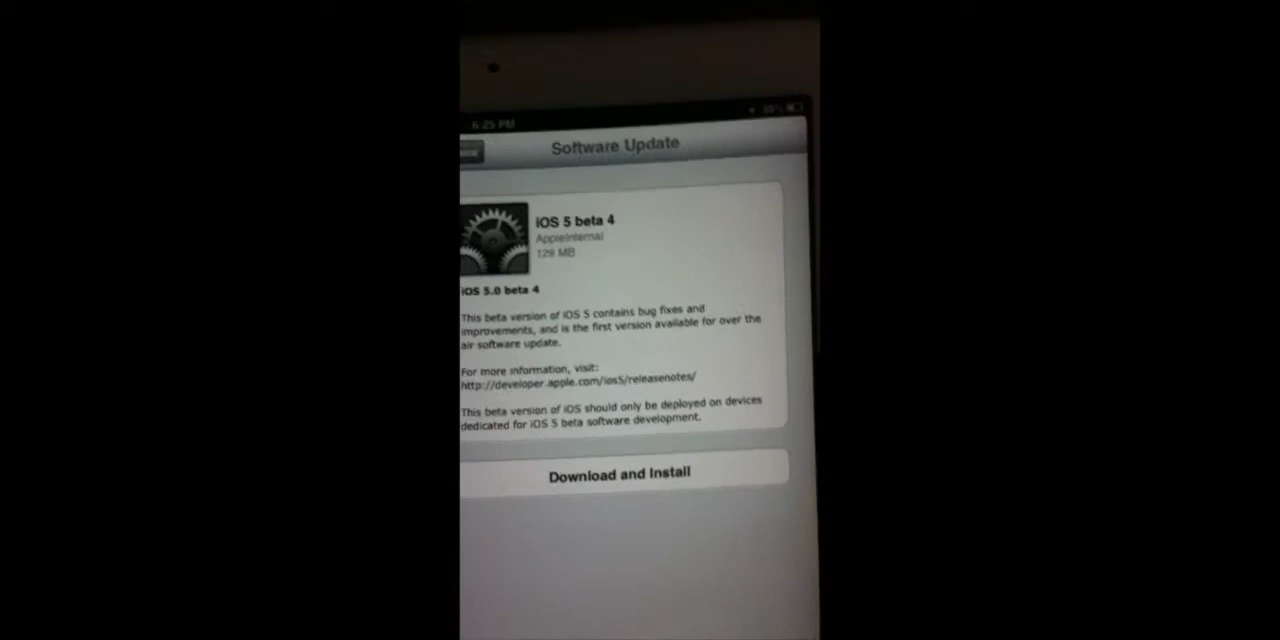 6:25 PM
Software Update
iOS 5 beta 4
AppleInternal
129 MB
iOS 5.0 beta 4
This beta version of iOS 5 contains bug fixes and
improvements, and is the first version available for over the
air software update.
For more information, visit:
http://developer.apple.com/ios5/releasenotes/
This beta version of iOS should only be deployed on devices
dedicated for iOS 5 beta software development.
Download and Install